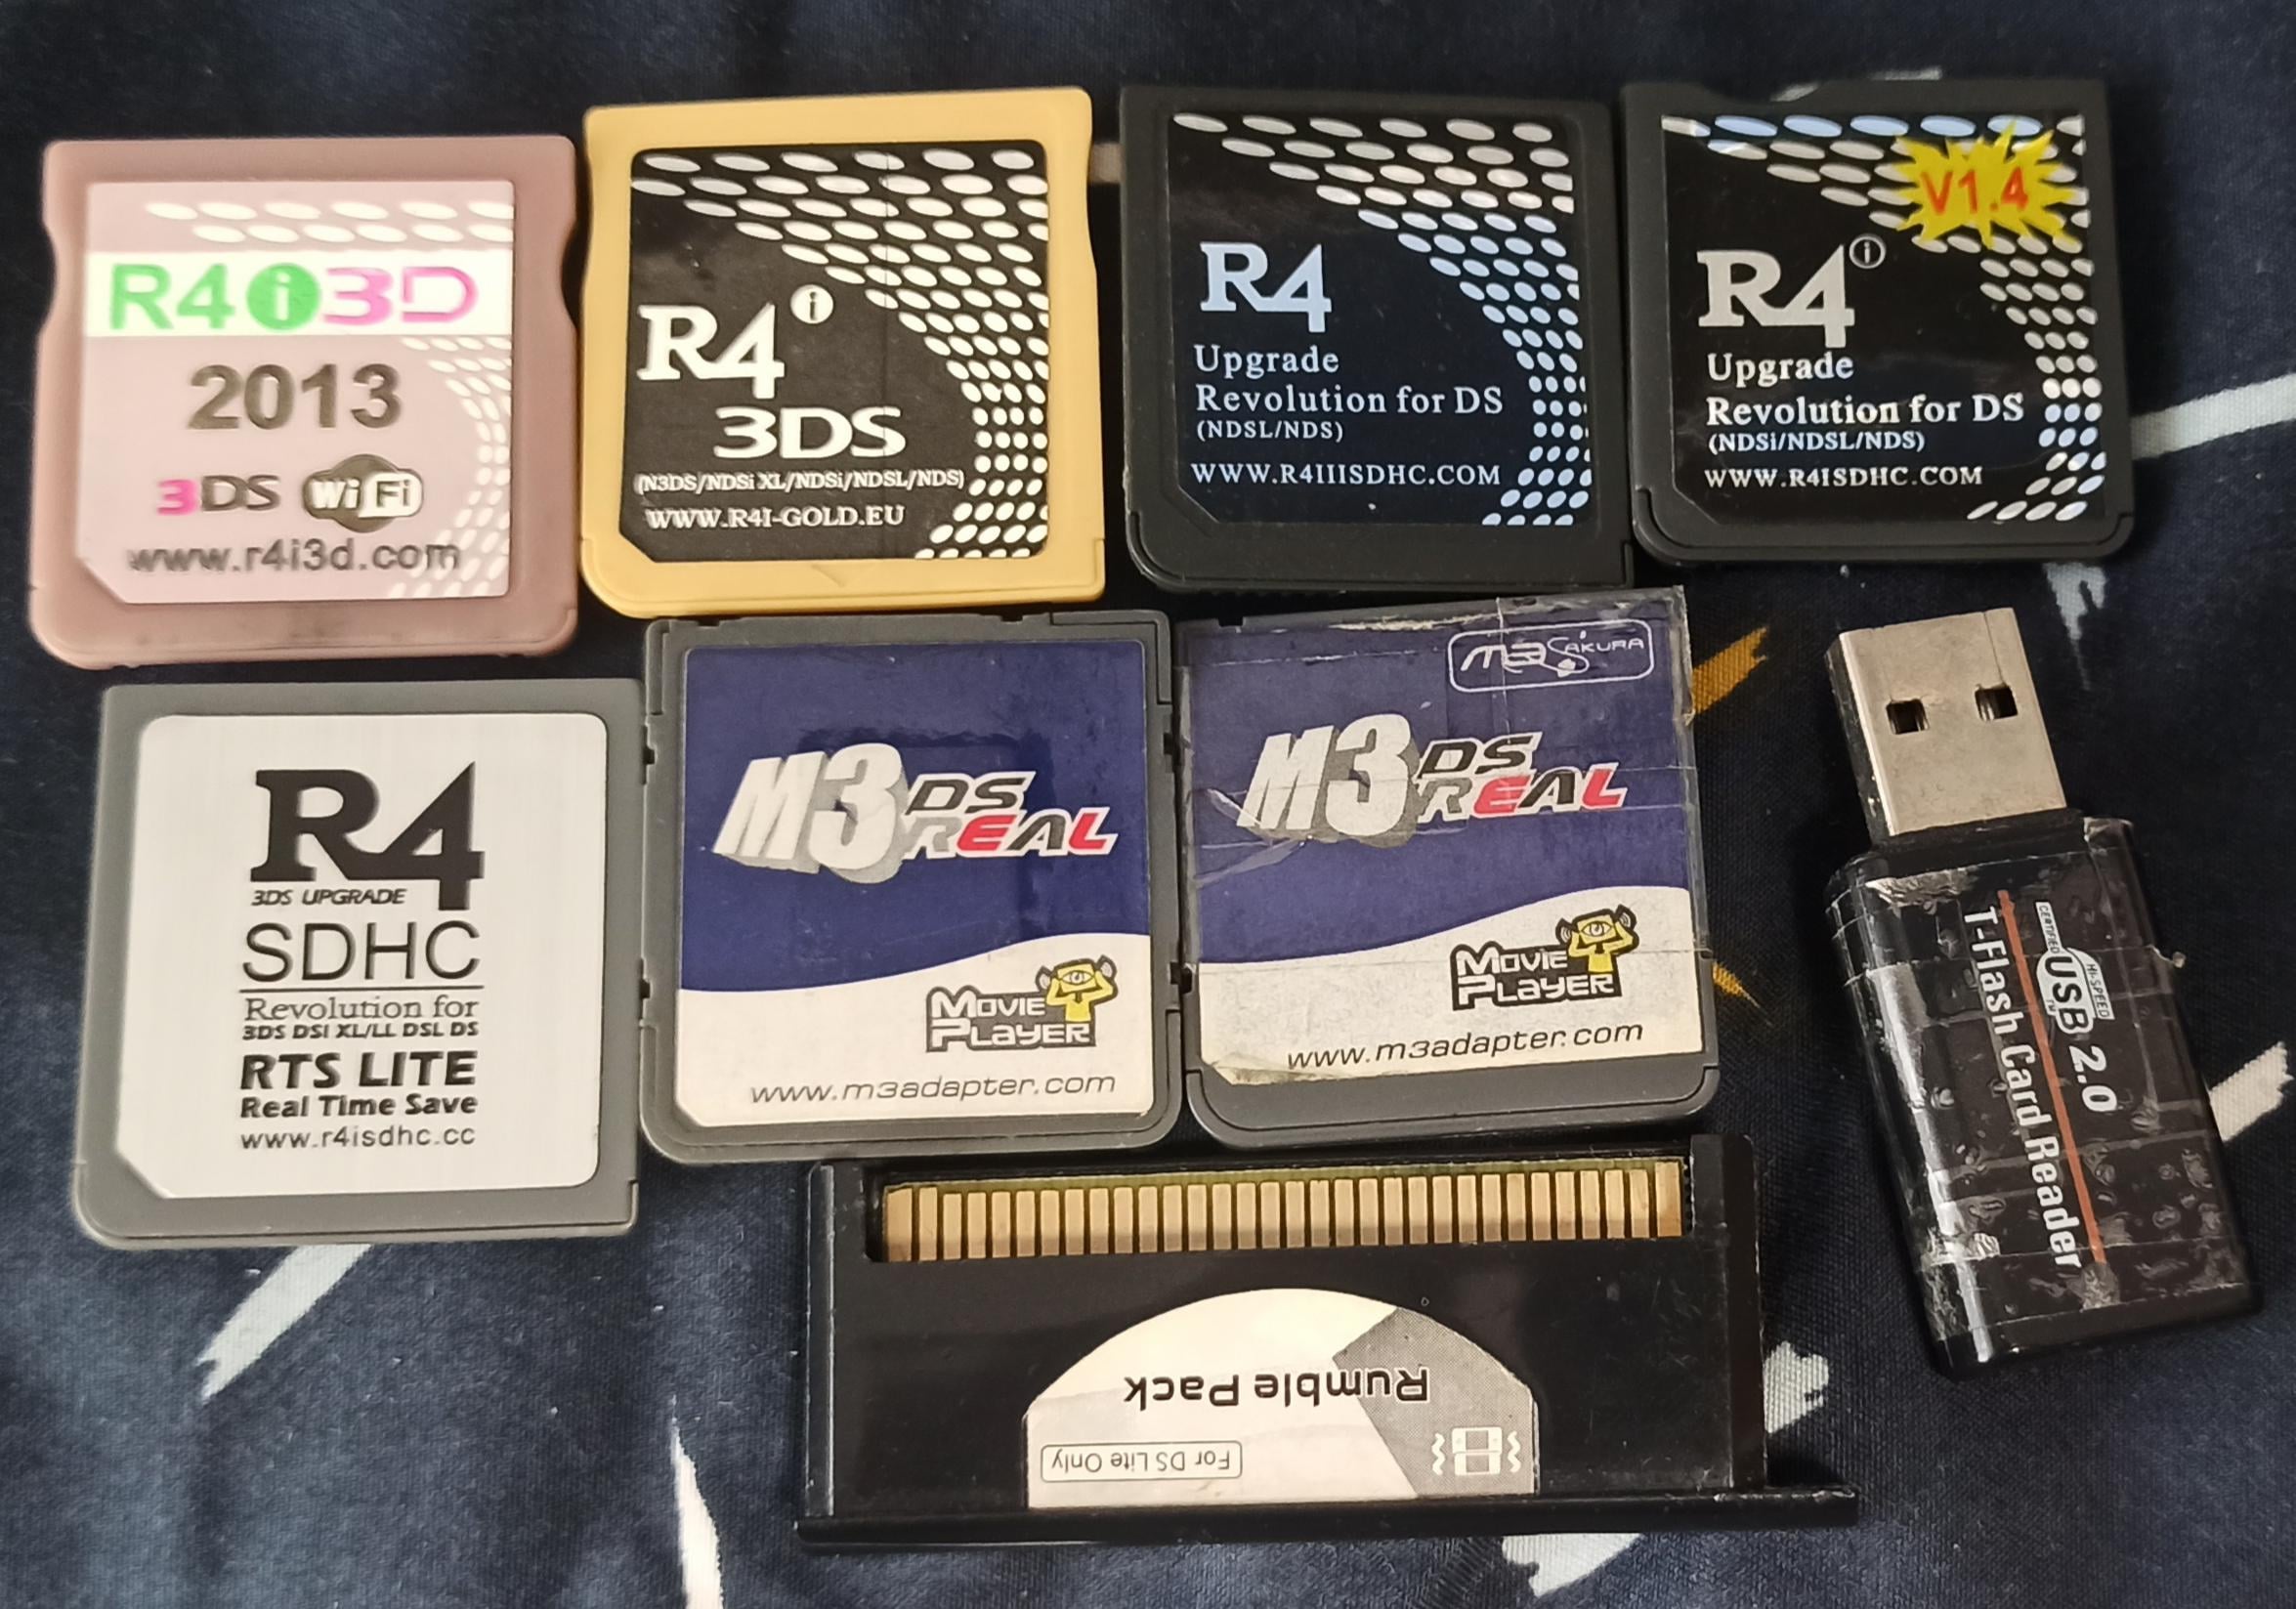 R4i3D
2013
3DS WiFi
www.r4i3d.com
R4i
3DS
(N3DS/NDSi XL/NDSi/NDSL/NDS)
WWW.R4I-GOLD.EU
R4
Upgrade
Revolution for DS
(NDSL/NDS)
WWW.R4IIISDHC.COM
V1.4
R4i
Upgrade
Revolution for DS
(NDSi/NDSL/NDS)
WWW.R4ISDHC.COM
R4
3DS UPGRADE
SDHC
Revolution for
3DS DSI XL/LL DSL DS
RTS LITE
Real Time Save
www.r4isdhc.cc
M3 DS
REAL
MOVIE
PLAYER
www.m3adapter.com
M3 SAKURA
M3 DS
REAL
MOVIE
PLAYER
www.m3adapter.com
CERTIFIED
HI-SPEED
USB 2.0
T-Flash Card Reader
Rumble Pack
For DS Lite Only